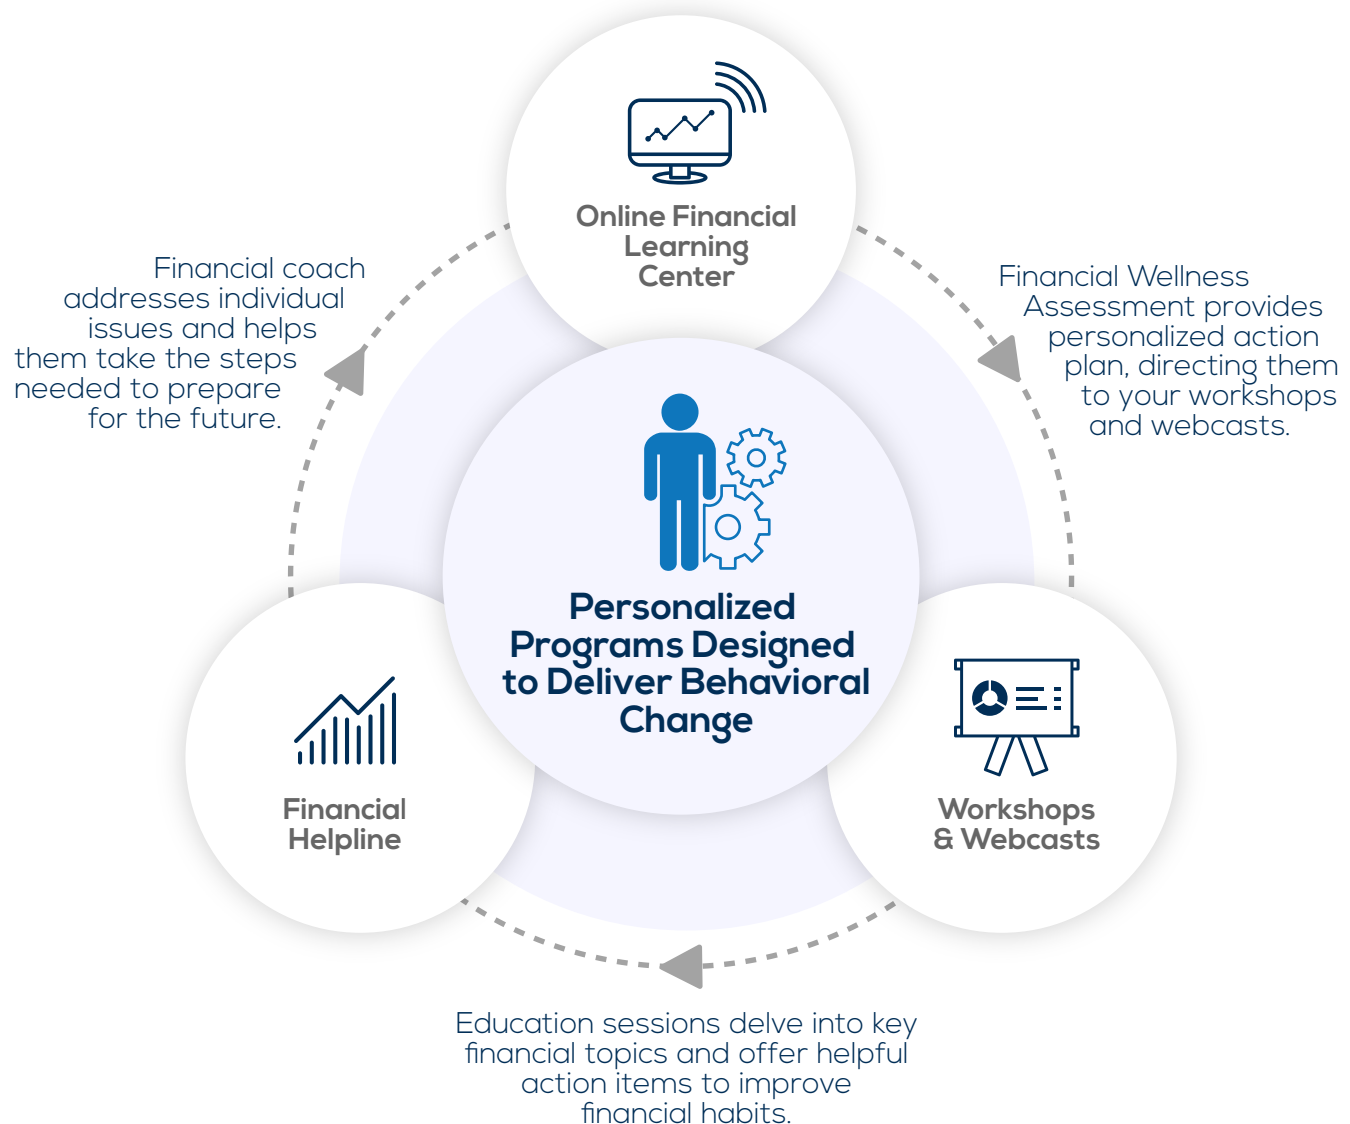 Online Financial
Learning
Center
Financial coach
addresses individual
issues and helps
them take the steps
needed to prepare
for the future.
Financial Wellness
Assessment provides
personalized action
plan, directing them
to your workshops
and webcasts.
Personalized
Programs Designed
to Deliver Behavioral
Change
Financial
Helpline
Workshops
& Webcasts
Education sessions delve into key
financial topics and offer helpful
action items to improve
financial habits.